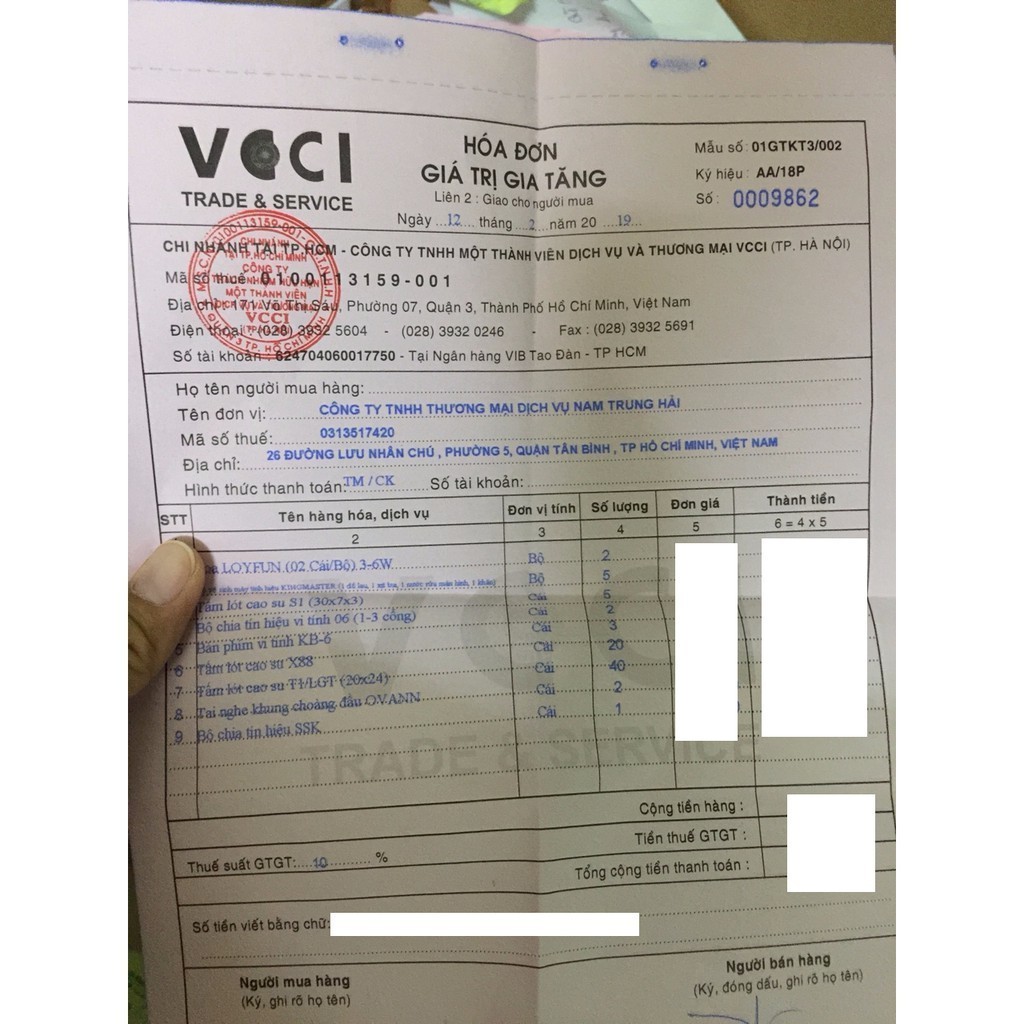 VCCI
TRADE & SERVICE
HÓA ĐƠN
GIÁ TRỊ GIA TĂNG
Liên 2 : Giao cho người mua
Ngày ...12... tháng ...2... năm 20 ...19...
Mẫu số: 01GTKT3/002
Ký hiệu: AA/18P
Số: 0009862
CHI NHÁNH TẠI TP.HCM - CÔNG TY TNHH MỘT THÀNH VIÊN DỊCH VỤ VÀ THƯƠNG MẠI VCCI (TP. HÀ NỘI)
Mã số thuế: 0100113159-001
Địa chỉ: 171 Võ Thị Sáu, Phường 07, Quận 3, Thành Phố Hồ Chí Minh, Việt Nam
Điện thoại : (028) 3932 5604 - (028) 3932 0246 - Fax : (028) 3932 5691
Số tài khoản : 624704060017750 - Tại Ngân hàng VIB Tao Đàn - TP HCM
Họ tên người mua hàng:
Tên đơn vị: CÔNG TY TNHH THƯƠNG MẠI DỊCH VỤ NAM TRUNG HẢI
Mã số thuế: 0313517420
Địa chỉ: 26 ĐƯỜNG LƯU NHÂN CHÚ , PHƯỜNG 5, QUẬN TÂN BÌNH , TP HỒ CHÍ MINH, VIỆT NAM
Hình thức thanh toán: TM / CK Số tài khoản:
STT Tên hàng hóa, dịch vụ Đơn vị tính Số lượng Đơn giá Thành tiền
2 3 4 5 6 = 4 x 5
LOYFUN (02 Cái/Bộ) 3-6W Bộ 2
KINGMASTER Bộ 5
Tấm lót cao su S1 (30x7x3) Cái 5
Bộ chia tín hiệu vi tính 06 (1-3 cổng) Cái 2
5 Bàn phím vi tính KB-6 Cái 3
6 Tấm lót cao su X88 Cái 20
7 Tấm lót cao su T1/LGT (20x24) Cái 40
8 Tai nghe khung choàng đầu OVANN Cái 2
9 Bộ chia tín hiệu SSK Cái 1
Cộng tiền hàng :
Tiền thuế GTGT :
Thuế suất GTGT: 10 %
Tổng cộng tiền thanh toán :
Số tiền viết bằng chữ:
Người mua hàng
(Ký, ghi rõ họ tên)
Người bán hàng
(Ký, đóng dấu, ghi rõ họ tên)